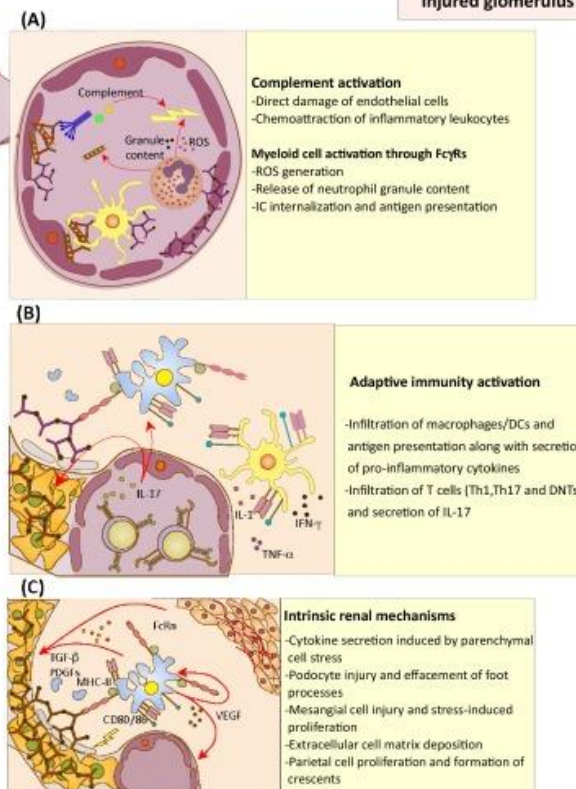 Injured glomerulus
(A)
Complement
Granule
content
ROS
Complement activation
-Direct damage of endothelial cells
-Chemoattraction of inflammatory leukocytes
Myeloid cell activation through FcγRs
-ROS generation
-Release of neutrophil granule content
-IC internalization and antigen presentation
(B)
IL-17
IL-1
IFN-γ
TNF-α
Adaptive immunity activation
-Infiltration of macrophages/DCs and
antigen presentation along with secretion
of pro-inflammatory cytokines
-Infiltration of T cells (Th1,Th17 and DNTs
and secretion of IL-17
(C)
FcRn
TGF-β
PDGFs
MHC-II
CD80/86
VEGF
Intrinsic renal mechanisms
-Cytokine secretion induced by parenchymal
cell stress
-Podocyte injury and effacement of foot
processes
-Mesangial cell injury and stress-induced
proliferation
-Extracellular cell matrix deposition
-Parietal cell proliferation and formation of
crescents